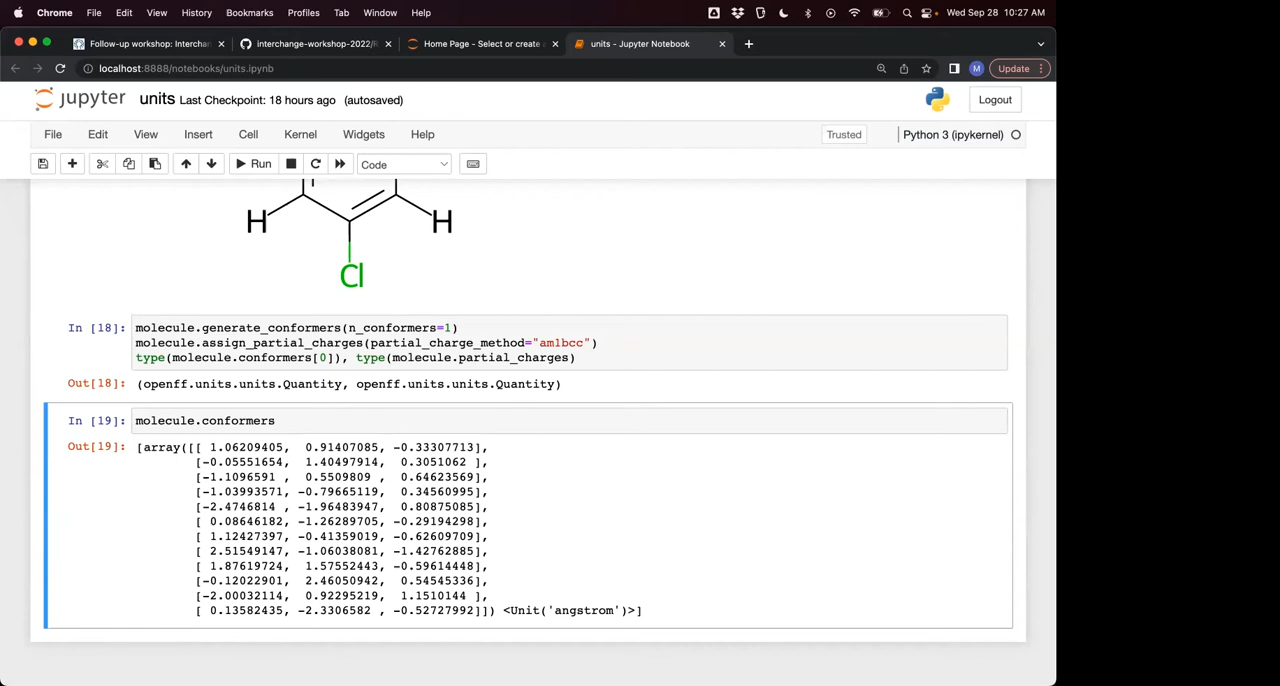 Chrome File Edit View History Bookmarks Profiles Tab Window Help Wed Sep 28 10:27 AM
Follow-up workshop: Interchan interchange-workshop-2022/R Home Page - Select or create a units - Jupyter Notebook
localhost:8888/notebooks/units.ipynb M Update
jupyter units Last Checkpoint: 18 hours ago (autosaved) Logout
File Edit View Insert Cell Kernel Widgets Help Trusted Python 3 (ipykernel)
Run Code
H H
Cl
In [18]: molecule.generate_conformers(n_conformers=1)
molecule.assign_partial_charges(partial_charge_method="am1bcc")
type(molecule.conformers[0]), type(molecule.partial_charges)
Out[18]: (openff.units.units.Quantity, openff.units.units.Quantity)
In [19]: molecule.conformers
Out[19]: [array([[ 1.06209405, 0.91407085, -0.33307713],
[-0.05551654, 1.40497914, 0.3051062 ],
[-1.1096591 , 0.5509809 , 0.64623569],
[-1.03993571, -0.79665119, 0.34560995],
[-2.4746814 , -1.96483947, 0.80875085],
[ 0.08646182, -1.26289705, -0.29194298],
[ 1.12427397, -0.41359019, -0.62609709],
[ 2.51549147, -1.06038081, -1.42762885],
[ 1.87619724, 1.57552443, -0.59614448],
[-0.12022901, 2.46050942, 0.54545336],
[-2.00032114, 0.92295219, 1.1510144 ],
[ 0.13582435, -2.3306582 , -0.52727992]]) <Unit('angstrom')>]